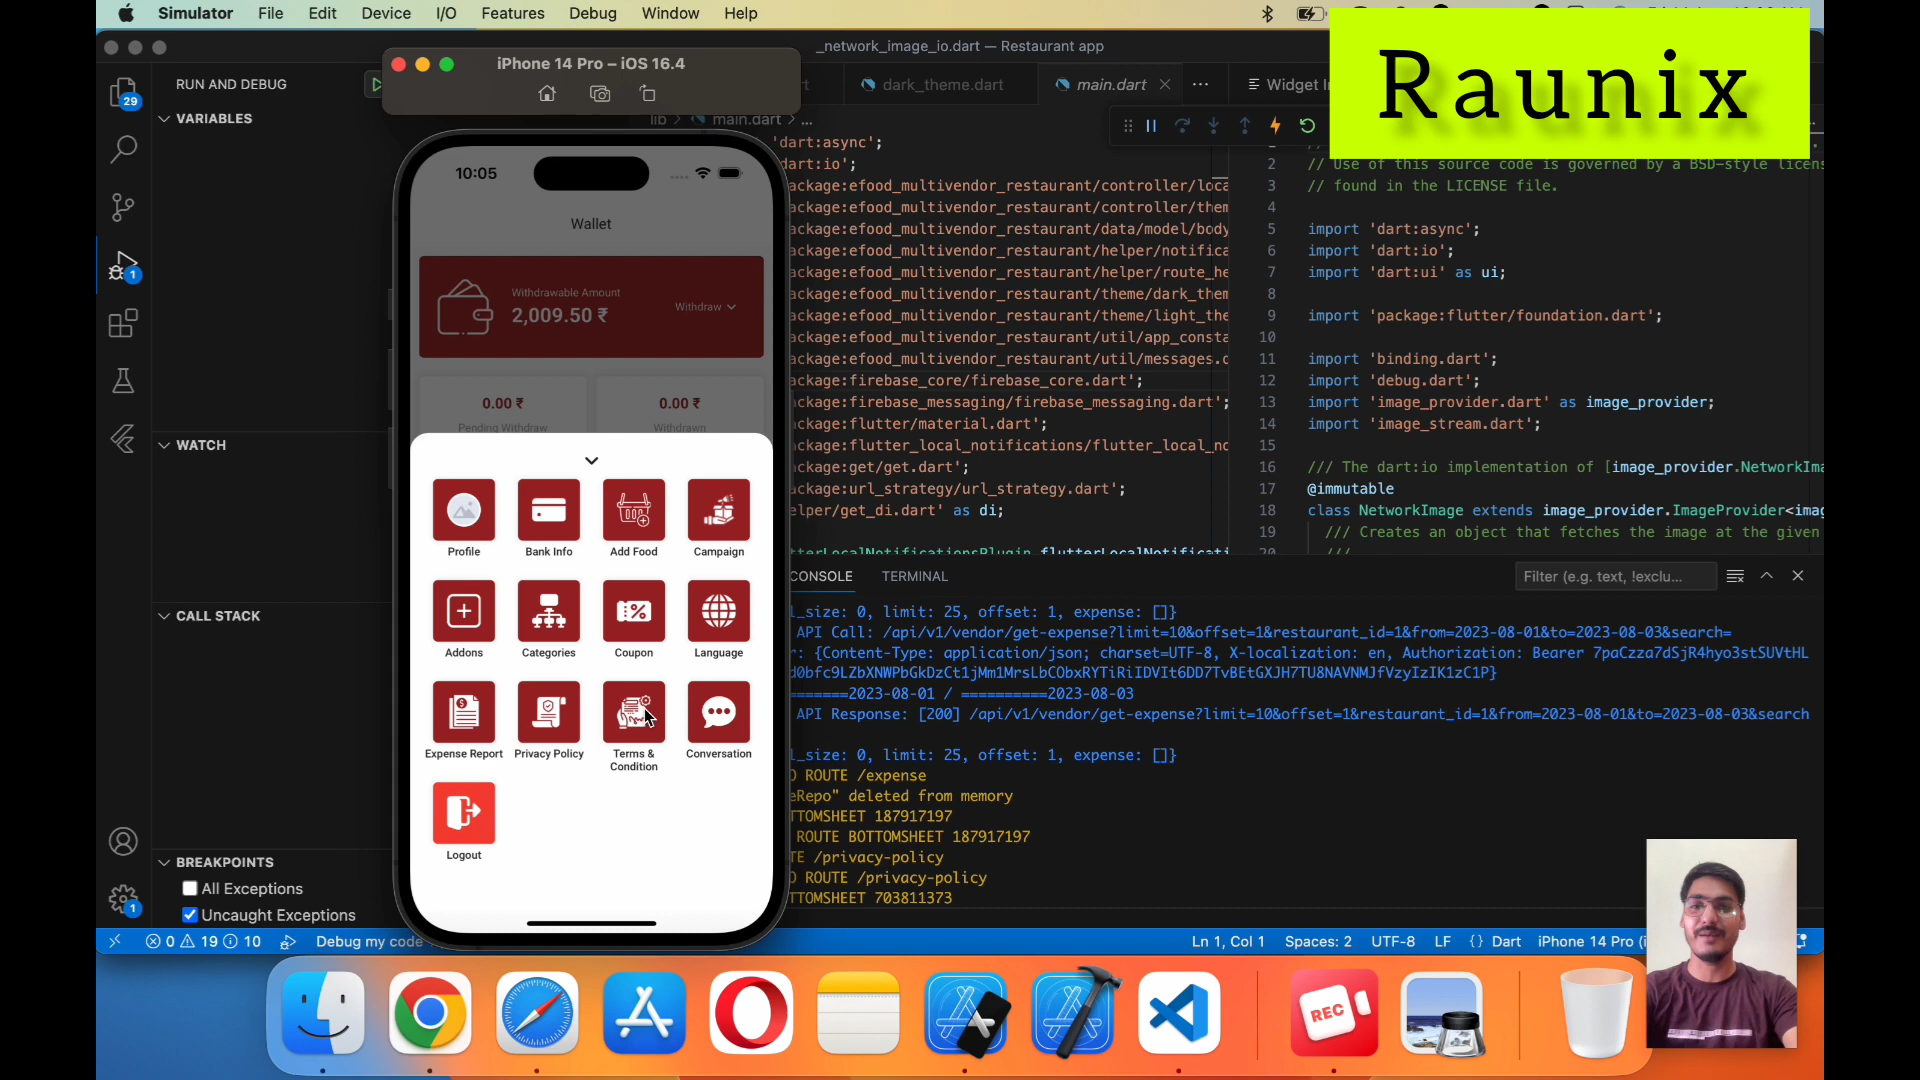 Simulator File Edit Device I/O Features Debug Window Help
_network_image_io.dart — Restaurant app
Raunix
iPhone 14 Pro – iOS 16.4
RUN AND DEBUG
29
VARIABLES
WATCH
CALL STACK
BREAKPOINTS
All Exceptions
Uncaught Exceptions
1
1
dark_theme.dart
main.dart
Widget
lib > main.dart > ...
10:05
Wallet
Withdrawable Amount
2,009.50 ₹
Withdraw
0.00 ₹
Pending Withdraw
0.00 ₹
Withdrawn
Profile
Bank Info
Add Food
Campaign
Addons
Categories
Coupon
Language
Expense Report
Privacy Policy
Terms &
Condition
Conversation
Logout
'dart:async';
dart:io';
ackage:efood_multivendor_restaurant/controller/loca
ackage:efood_multivendor_restaurant/controller/them
ackage:efood_multivendor_restaurant/data/model/body
ackage:efood_multivendor_restaurant/helper/notifica
ackage:efood_multivendor_restaurant/helper/route_he
ackage:efood_multivendor_restaurant/theme/dark_them
ackage:efood_multivendor_restaurant/theme/light_the
ackage:efood_multivendor_restaurant/util/app_consta
ackage:efood_multivendor_restaurant/util/messages.d
ackage:firebase_core/firebase_core.dart';
ackage:firebase_messaging/firebase_messaging.dart';
ackage:flutter/material.dart';
ackage:flutter_local_notifications/flutter_local_no
ackage:get/get.dart';
ackage:url_strategy/url_strategy.dart';
elper/get_di.dart' as di;
tterLocalNotificationsPlugin flutterLocalNotificati
2 // Use of this source code is governed by a BSD-style licens
3 // found in the LICENSE file.
4
5 import 'dart:async';
6 import 'dart:io';
7 import 'dart:ui' as ui;
8
9 import 'package:flutter/foundation.dart';
10
11 import 'binding.dart';
12 import 'debug.dart';
13 import 'image_provider.dart' as image_provider;
14 import 'image_stream.dart';
15
16 /// The dart:io implementation of [image_provider.NetworkIma
17 @immutable
18 class NetworkImage extends image_provider.ImageProvider<imag
19 /// Creates an object that fetches the image at the given
20 ///
CONSOLE TERMINAL
Filter (e.g. text, !exclu...
l_size: 0, limit: 25, offset: 1, expense: []}
API Call: /api/v1/vendor/get-expense?limit=10&offset=1&restaurant_id=1&from=2023-08-01&to=2023-08-03&search=
r: {Content-Type: application/json; charset=UTF-8, X-localization: en, Authorization: Bearer 7paCzza7dSjR4hyo3stSUVtHL
d0bfc9LZbXNWPbGkDzCt1jMm1MrsLbCObxRYTiRiIDVIt6DD7TvBEtGXJH7TU8NAVNMJfVzyIzIK1zC1P}
=======2023-08-01 / ==========2023-08-03
API Response: [200] /api/v1/vendor/get-expense?limit=10&offset=1&restaurant_id=1&from=2023-08-01&to=2023-08-03&search
l_size: 0, limit: 25, offset: 1, expense: []}
O ROUTE /expense
eRepo" deleted from memory
TTOMSHEET 187917197
ROUTE BOTTOMSHEET 187917197
TE /privacy-policy
O ROUTE /privacy-policy
TTOMSHEET 703811373
0 19 10 Debug my code
Ln 1, Col 1 Spaces: 2 UTF-8 LF {} Dart iPhone 14 Pro (i
REC